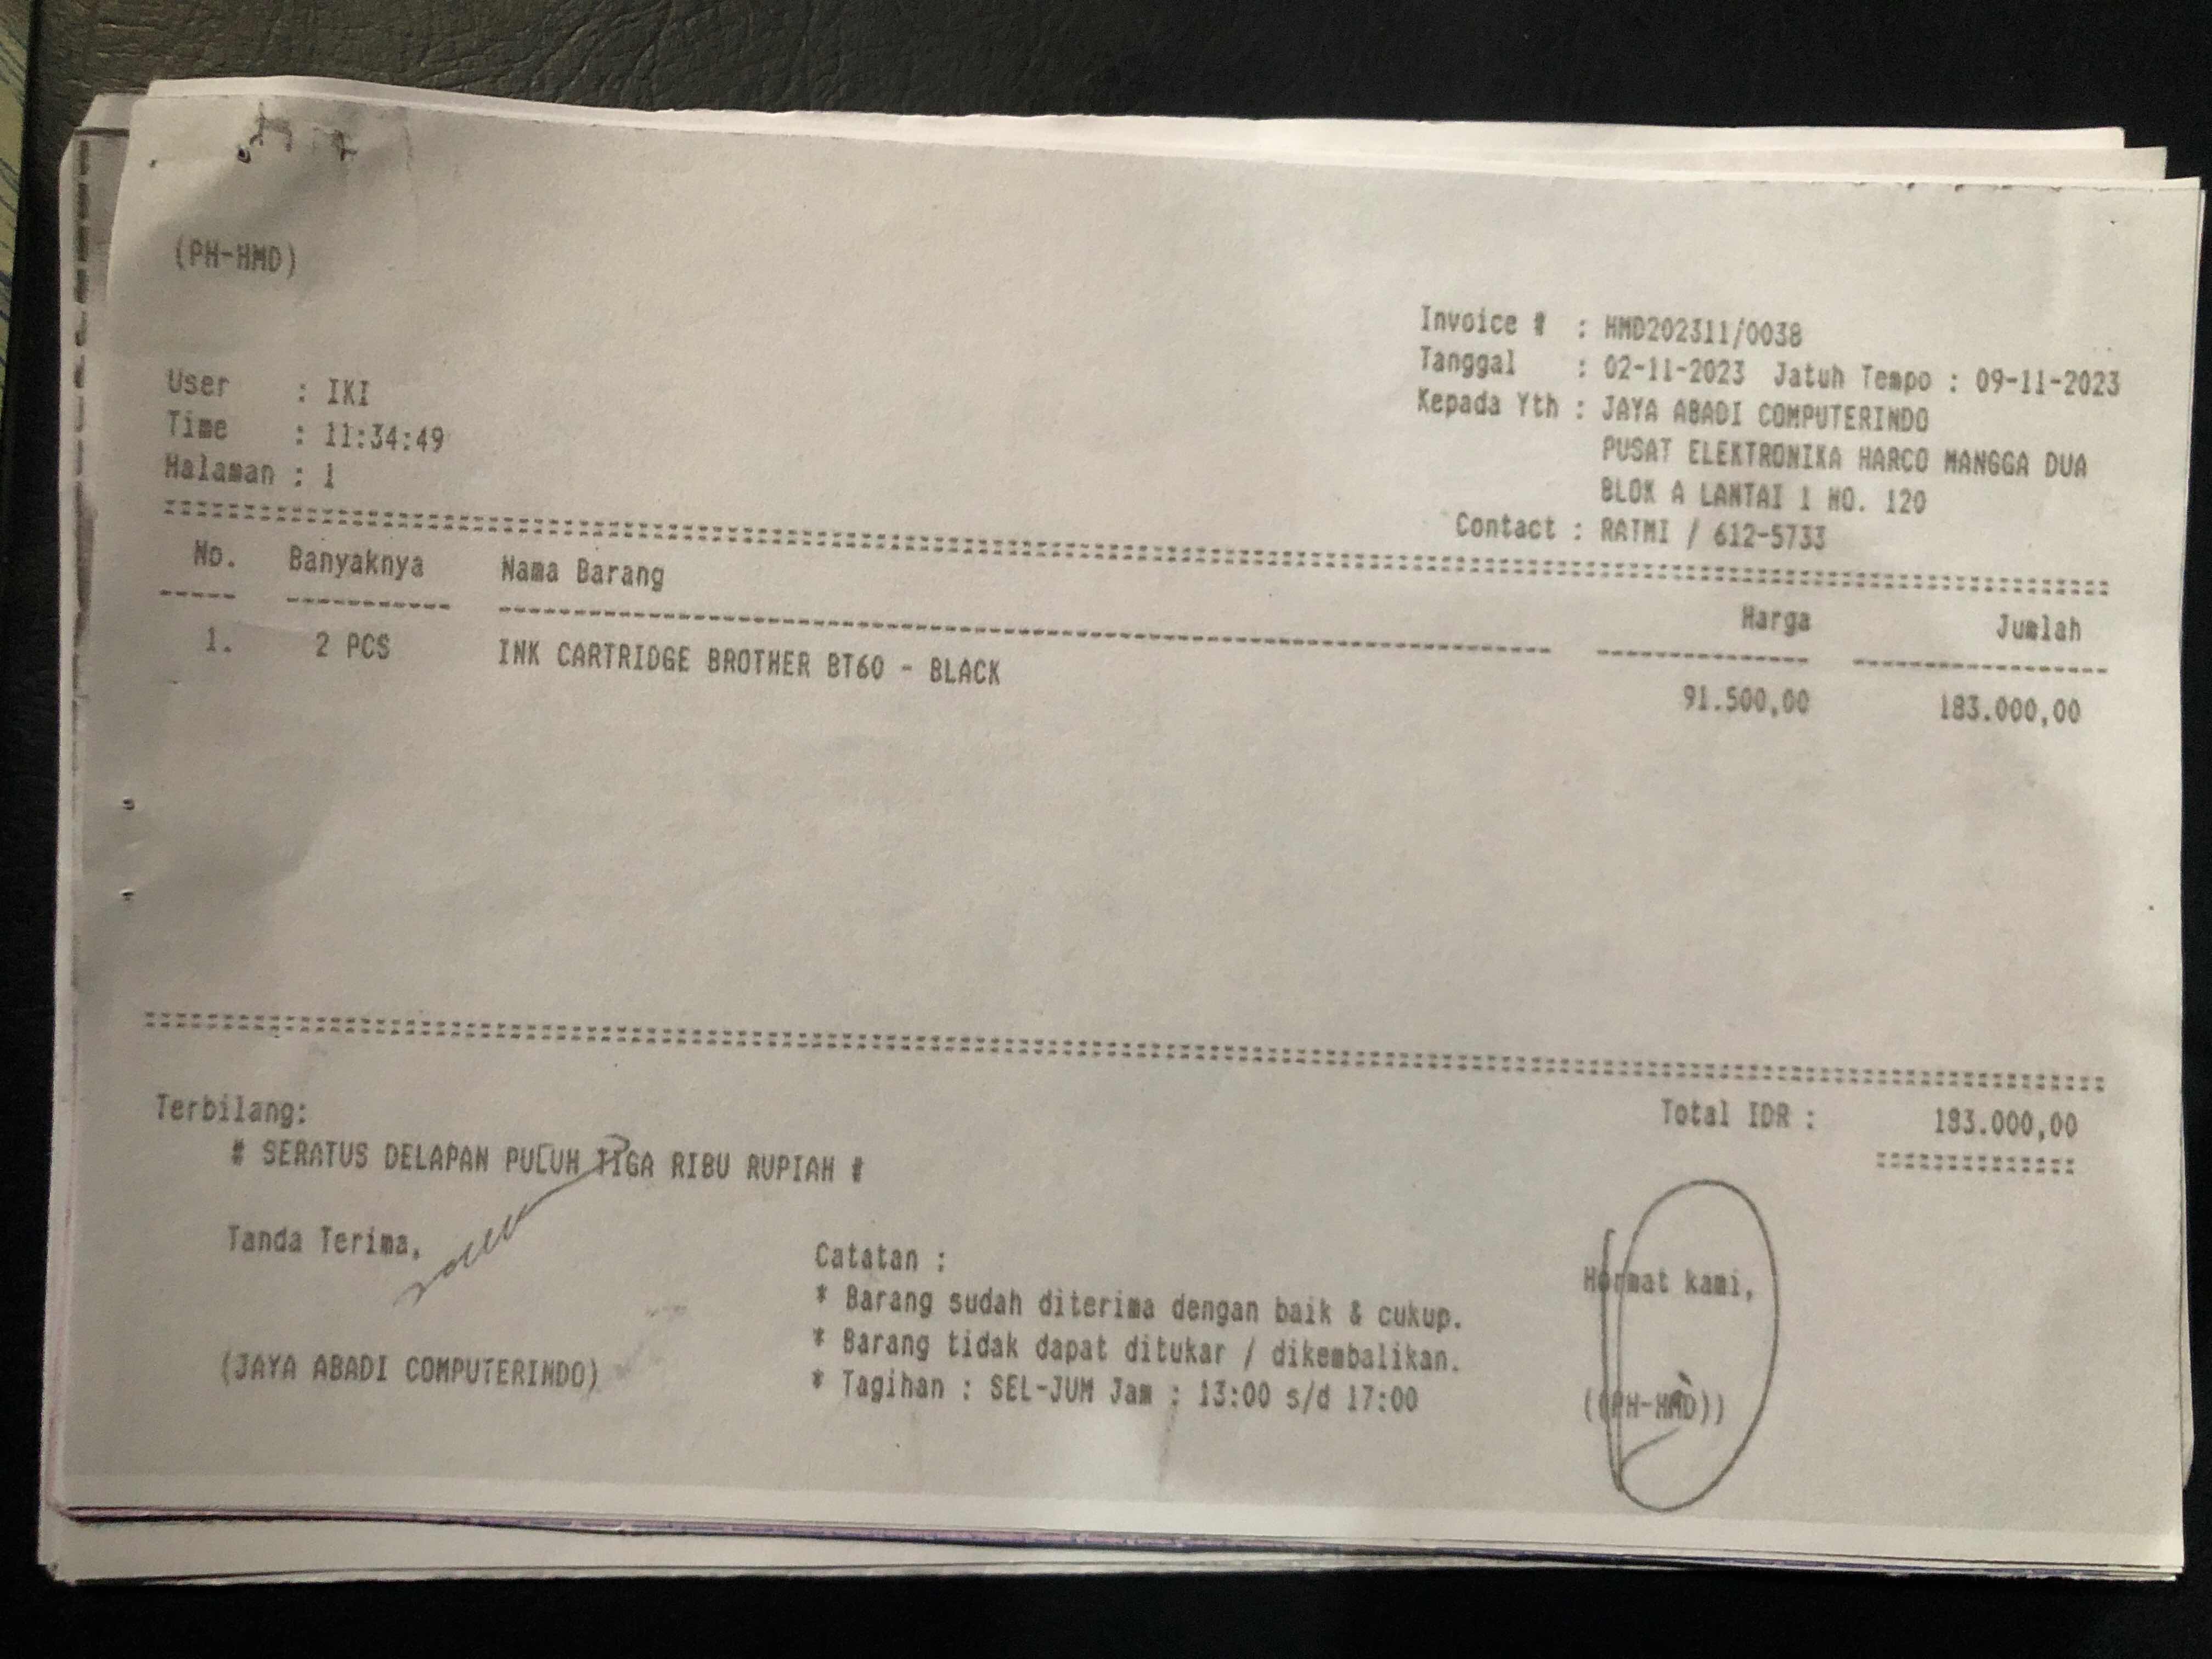 (PH-HMD)
Invoice # : HMD202311/0038
Tanggal : 02-11-2023 Jatuh Tempo : 09-11-2023
Kepada Yth : JAYA ABADI COMPUTERINDO
PUSAT ELEKTRONIKA HARCO MANGGA DUA
BLOK A LANTAI 1 NO. 120
Contact : RATMI / 612-5733
User : IKI
Time : 11:34:49
Halaman : 1
No. Banyaknya Nama Barang Harga Jumlah
1. 2 PCS INK CARTRIDGE BROTHER BT60 - BLACK 91.500,00 183.000,00
Terbilang: Total IDR : 183.000,00
# SERATUS DELAPAN PULUH TIGA RIBU RUPIAH #
Tanda Terima,
(JAYA ABADI COMPUTERINDO)
Catatan :
* Barang sudah diterima dengan baik & cukup.
* Barang tidak dapat ditukar / dikembalikan.
* Tagihan : SEL-JUM Jam : 13:00 s/d 17:00
Hormat kami,
((PH-HMD))